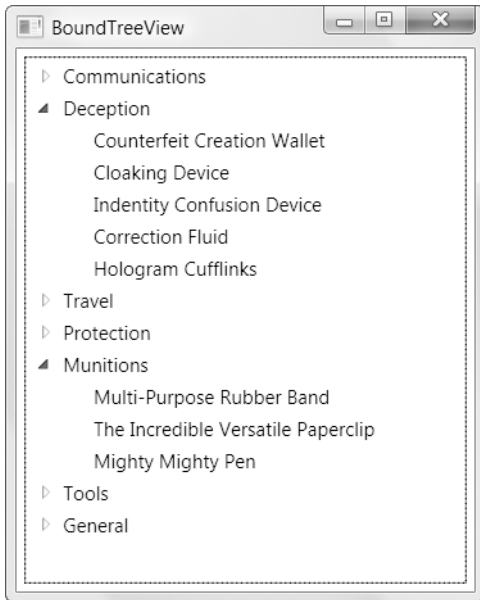 BoundTreeView
Communications
Deception
Counterfeit Creation Wallet
Cloaking Device
Indentity Confusion Device
Correction Fluid
Hologram Cufflinks
Travel
Protection
Munitions
Multi-Purpose Rubber Band
The Incredible Versatile Paperclip
Mighty Mighty Pen
Tools
General